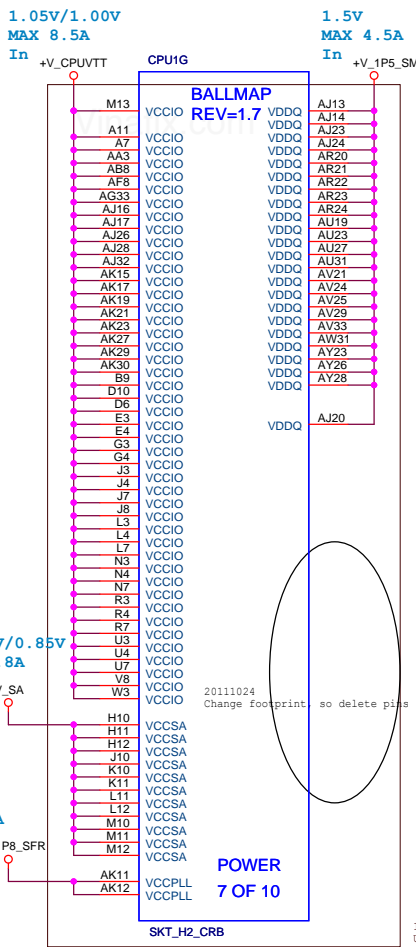 1.05V/1.00V
MAX 8.5A
In
+V_CPUVTT
1.5V
MAX 4.5A
In
+V_1P5_SM
CPU1G
BALLMAP
REV=1.7
Vinafix.com
M13 VCCIO
A11 VCCIO
A7 VCCIO
AA3 VCCIO
AB8 VCCIO
AF8 VCCIO
AG33 VCCIO
AJ16 VCCIO
AJ17 VCCIO
AJ26 VCCIO
AJ28 VCCIO
AJ32 VCCIO
AK15 VCCIO
AK17 VCCIO
AK19 VCCIO
AK21 VCCIO
AK23 VCCIO
AK27 VCCIO
AK29 VCCIO
AK30 VCCIO
B9 VCCIO
D10 VCCIO
D6 VCCIO
E3 VCCIO
E4 VCCIO
G3 VCCIO
G4 VCCIO
J3 VCCIO
J4 VCCIO
J7 VCCIO
J8 VCCIO
L3 VCCIO
L4 VCCIO
L7 VCCIO
N3 VCCIO
N4 VCCIO
N7 VCCIO
R3 VCCIO
R4 VCCIO
R7 VCCIO
U3 VCCIO
U4 VCCIO
U7 VCCIO
V8 VCCIO
W3 VCCIO
VDDQ AJ13
VDDQ AJ14
VDDQ AJ23
VDDQ AJ24
VDDQ AR20
VDDQ AR21
VDDQ AR22
VDDQ AR23
VDDQ AR24
VDDQ AU19
VDDQ AU23
VDDQ AU27
VDDQ AU31
VDDQ AV21
VDDQ AV24
VDDQ AV25
VDDQ AV29
VDDQ AV33
VDDQ AW31
VDDQ AY23
VDDQ AY26
VDDQ AY28
VDDQ AJ20
V/0.85V
8A
V_SA
20111024
Change footprint, so delete pins
H10 VCCSA
H11 VCCSA
H12 VCCSA
J10 VCCSA
K10 VCCSA
K11 VCCSA
L11 VCCSA
L12 VCCSA
M10 VCCSA
M11 VCCSA
M12 VCCSA
A
P8_SFR
AK11 VCCPLL
AK12 VCCPLL
POWER
7 OF 10
SKT_H2_CRB